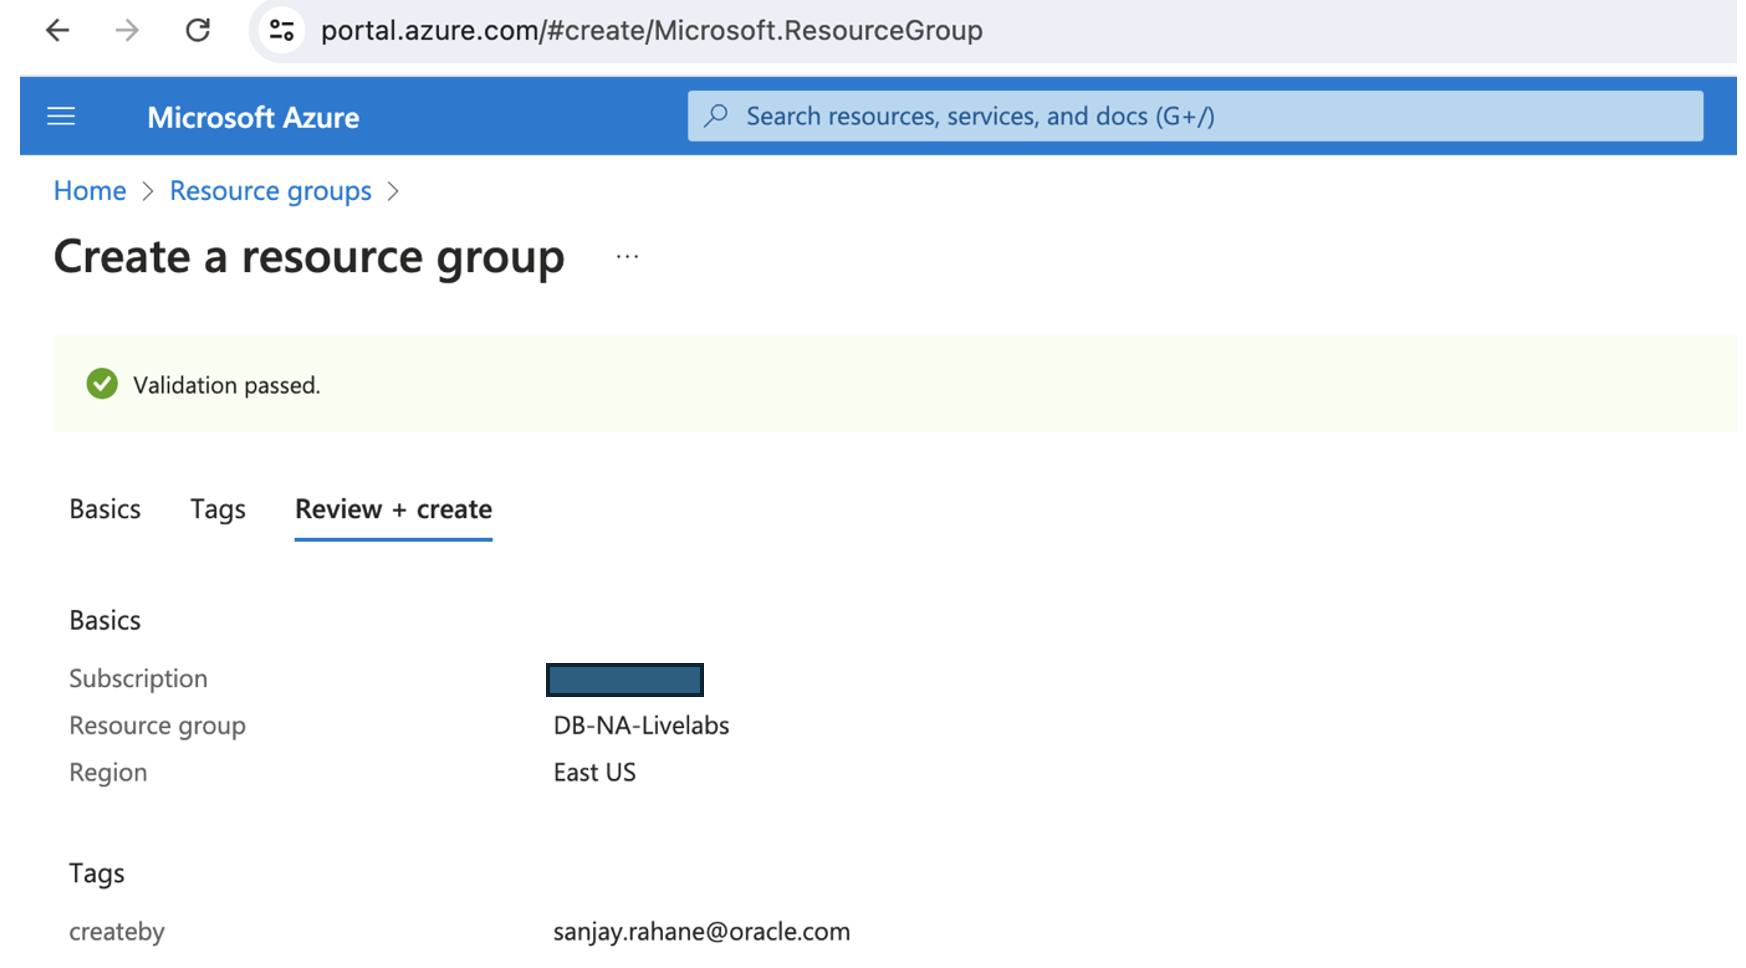 portal.azure.com/#create/Microsoft.ResourceGroup
Microsoft Azure
Search resources, services, and docs (G+/)
Home > Resource groups >
Create a resource group ...
Validation passed.
Basics Tags Review + create
Basics
Subscription
Resource group DB-NA-Livelabs
Region East US
Tags
createby sanjay.rahane@oracle.com